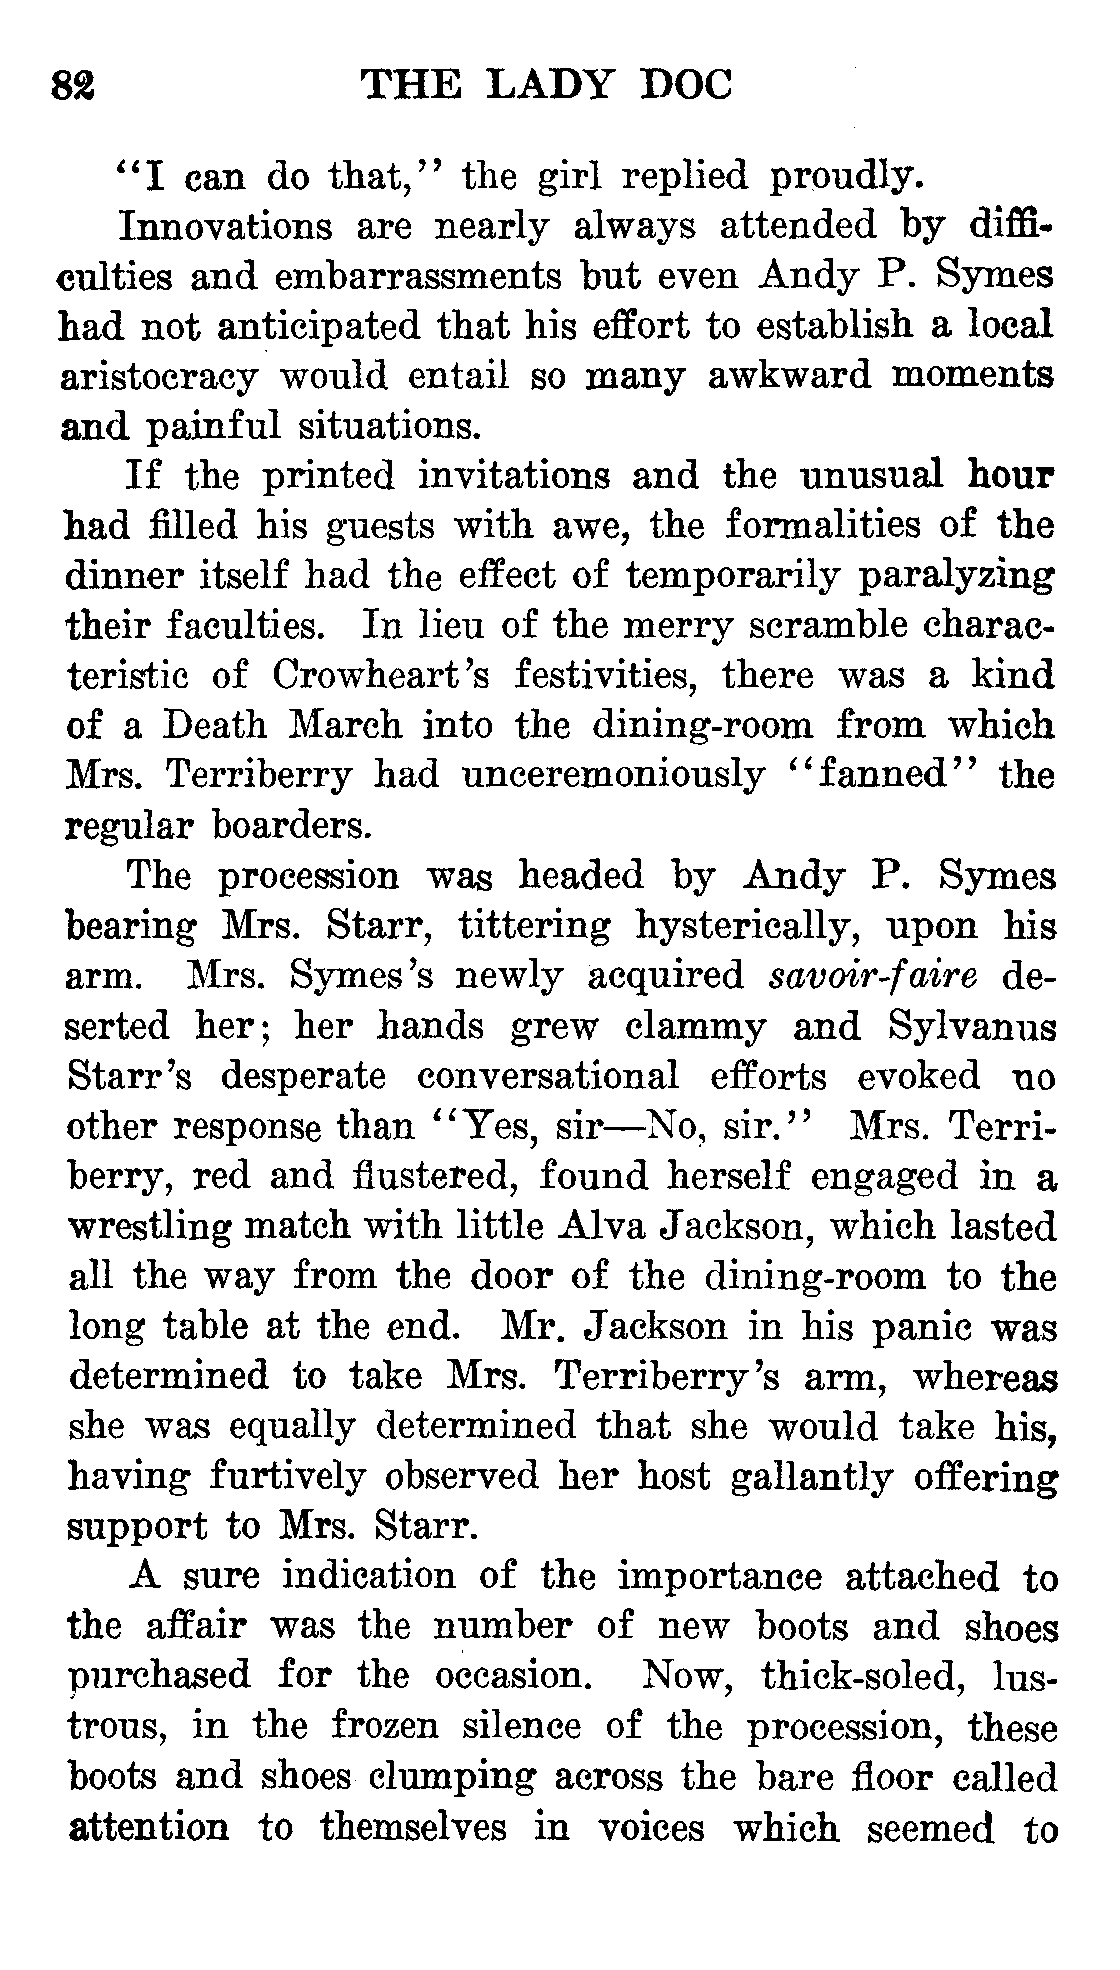 82 THE LADY DOC
“I can do that,” the girl replied proudly.
Innovations are nearly always attended by diffi-
culties and embarrassments but even Andy P. Symes
had not anticipated that his effort to establish a local
aristocracy would entail so many awkward moments
and painful situations.
If the printed invitations and the unusual hour
had filled his guests with awe, the formalities of the
dinner itself had the effect of temporarily paralyzing
their faculties. In lieu of the merry scramble charac-
teristic of Crowheart’s festivities, there was a kind
of a Death March into the dining-room from which
Mrs. Terriberry had unceremoniously “fanned” the
regular boarders.
The procession was headed by Andy P. Symes
bearing Mrs. Starr, tittering hysterically, upon his
arm. Mrs. Symes’s newly acquired savoir-faire de-
serted her; her hands grew clammy and Sylvanus
Starr’s desperate conversational efforts evoked no
other response than “Yes, sir—No, sir.” Mrs. Terri-
berry, red and flustered, found herself engaged in a
wrestling match with little Alva Jackson, which lasted
all the way from the door of the dining-room to the
long table at the end. Mr. Jackson in his panic was
determined to take Mrs. Terriberry’s arm, whereas
she was equally determined that she would take his,
having furtively observed her host gallantly offering
support to Mrs. Starr.
A sure indication of the importance attached to
the affair was the number of new boots and shoes
purchased for the occasion. Now, thick-soled, lus-
trous, in the frozen silence of the procession, these
boots and shoes clumping across the bare floor called
attention to themselves in voices which seemed to